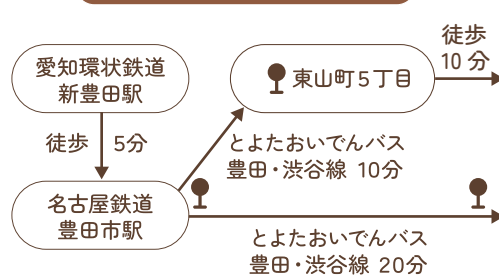 愛知環状鉄道
新豊田駅
東山町5丁目
徒歩
10分
徒歩 5分
とよたおいでんバス
豊田・渋谷線 10分
名古屋鉄道
豊田市駅
とよたおいでんバス
豊田・渋谷線 20分